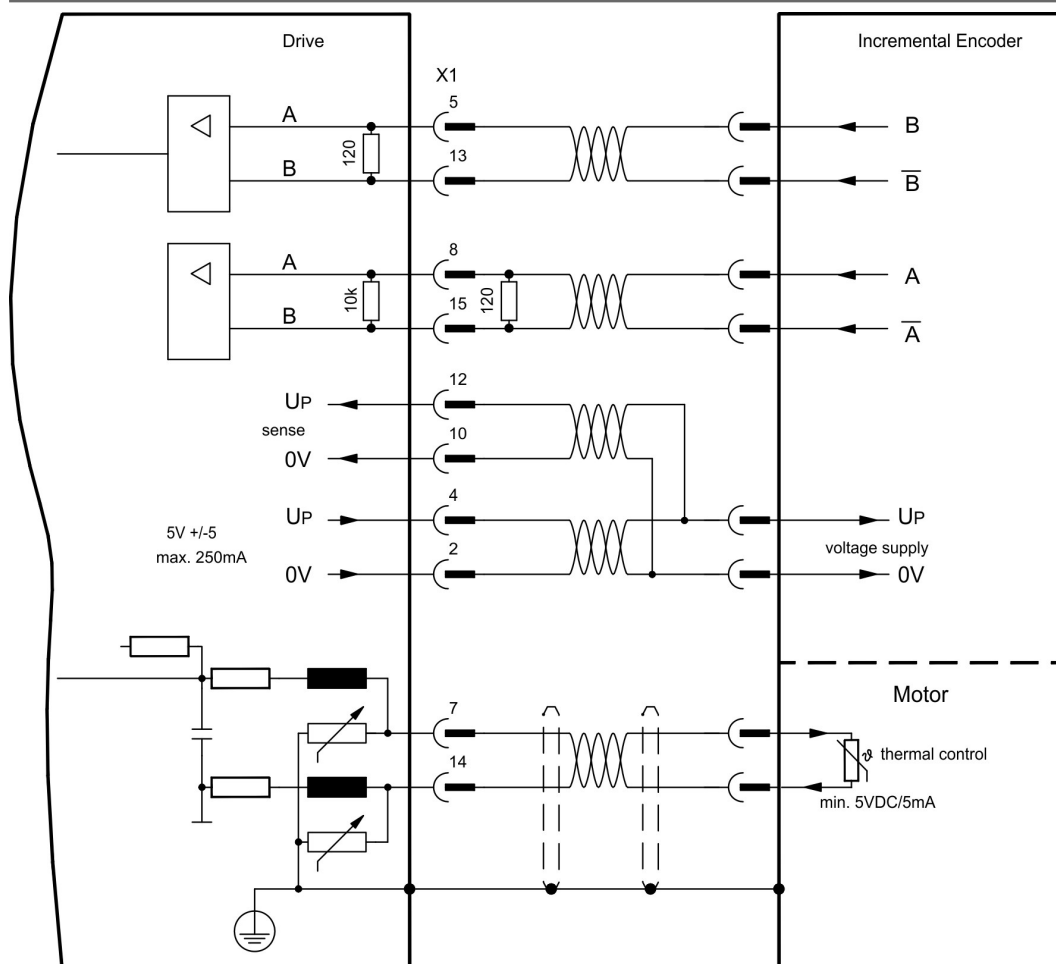 Drive
Incremental Encoder
X1
5
A
B
120
13
B
B̅
8
A
A
10k
15
120
B
A̅
12
UP
sense
10
0V
4
UP
UP
5V +/-5
max. 250mA
voltage supply
2
0V
0V
Motor
7
ϑ thermal control
14
min. 5VDC/5mA